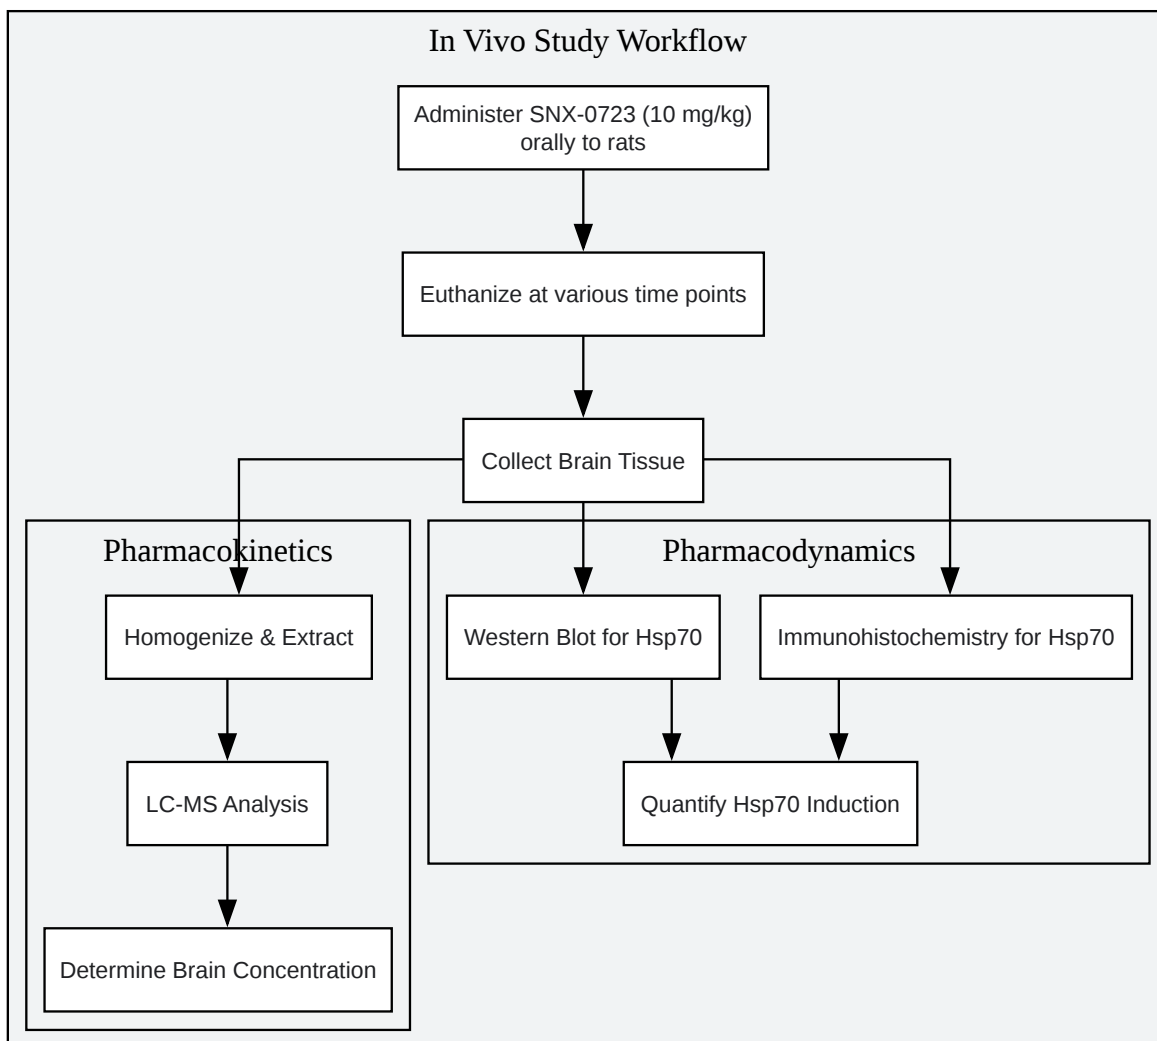 In Vivo Study Workflow
Administer SNX-0723 (10 mg/kg)
orally to rats
Euthanize at various time points
Collect Brain Tissue
Pharmacokinetics
Homogenize & Extract
LC-MS Analysis
Determine Brain Concentration
Pharmacodynamics
Western Blot for Hsp70
Immunohistochemistry for Hsp70
Quantify Hsp70 Induction